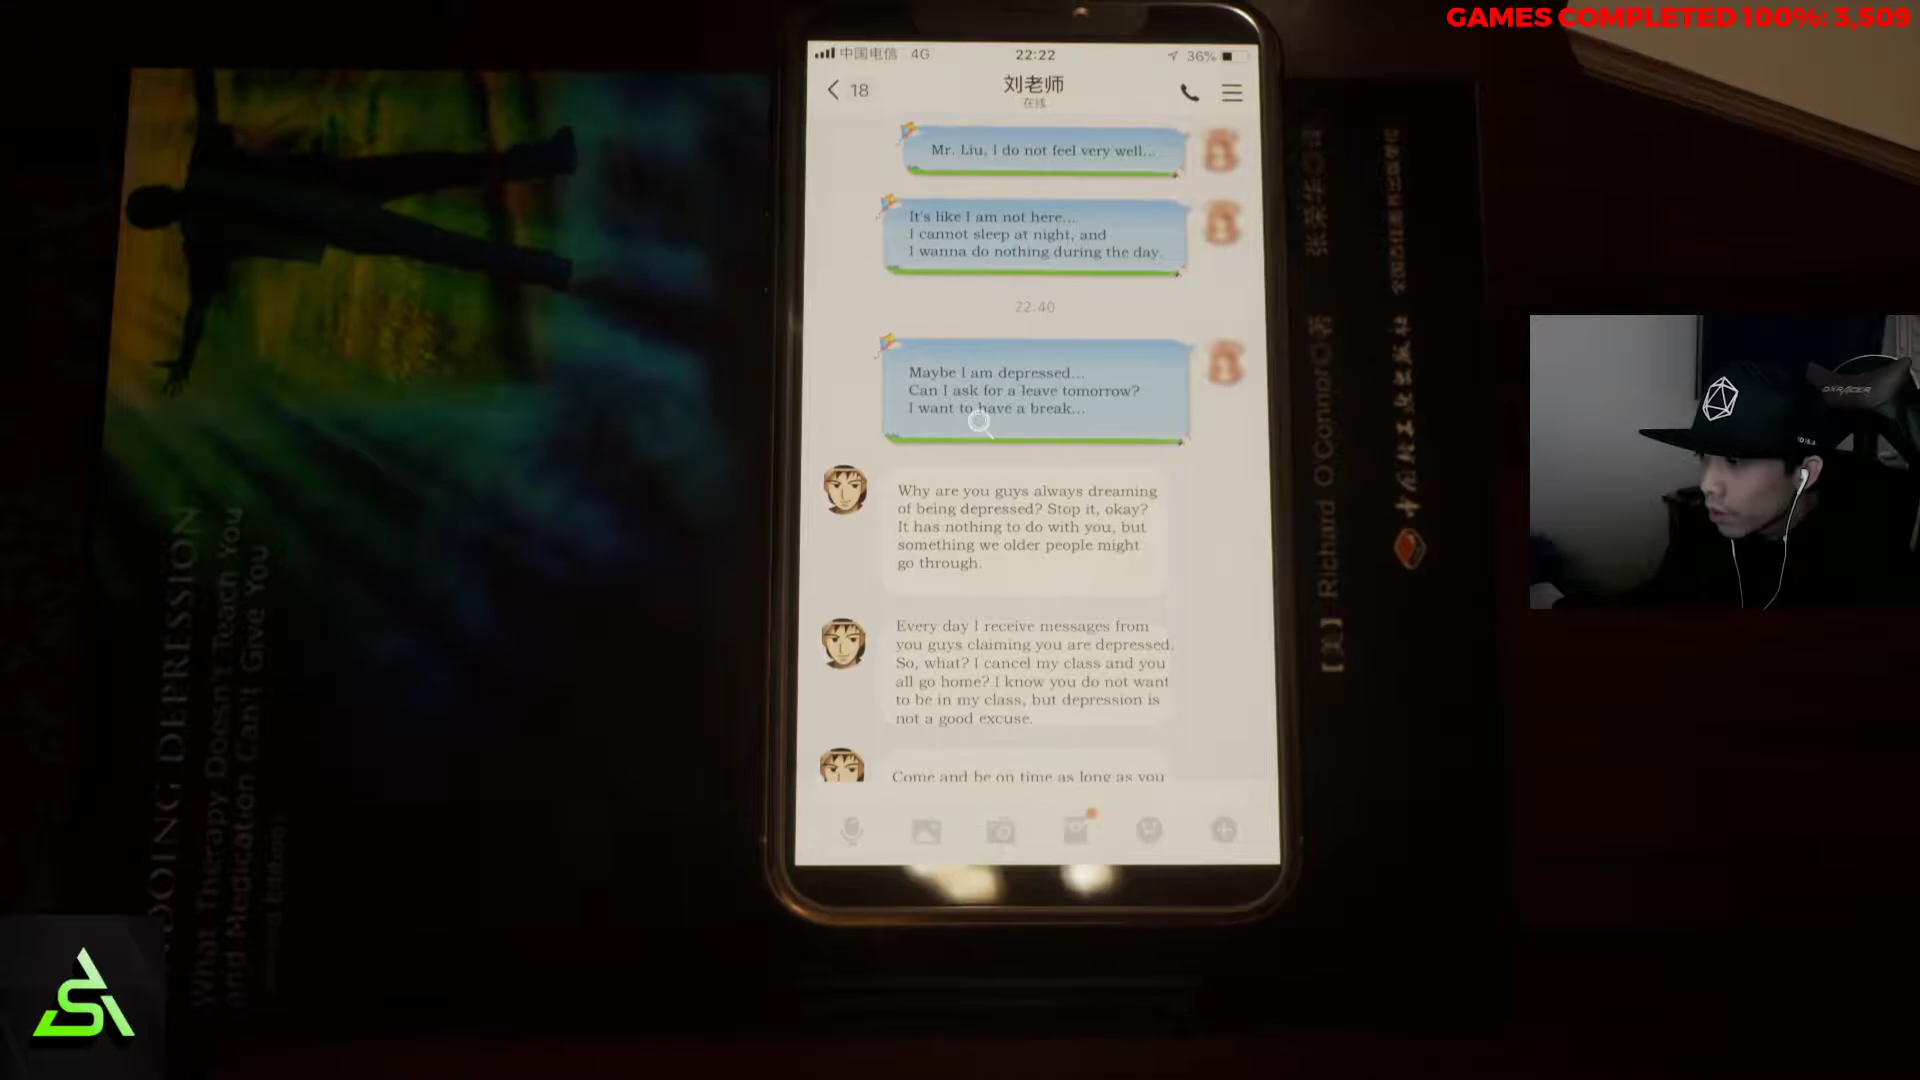 GAMES COMPLETED 100%: 3,509
中国电信 4G
22:22
36%
18
刘老师
在线
Mr. Liu, I do not feel very well...
It's like I am not here...
I cannot sleep at night, and
I wanna do nothing during the day.
22:40
Maybe I am depressed...
Can I ask for a leave tomorrow?
I want to have a break...
Why are you guys always dreaming
of being depressed? Stop it, okay?
It has nothing to do with you, but
something we older people might
go through.
Every day I receive messages from
you guys claiming you are depressed.
So, what? I cancel my class and you
all go home? I know you do not want
to be in my class, but depression is
not a good excuse.
Come and be on time as long as you
DOING DEPRESSION
What Therapy Doesn't Teach You
and Medication Can't Give You
Richard O'Connor
DXRACER